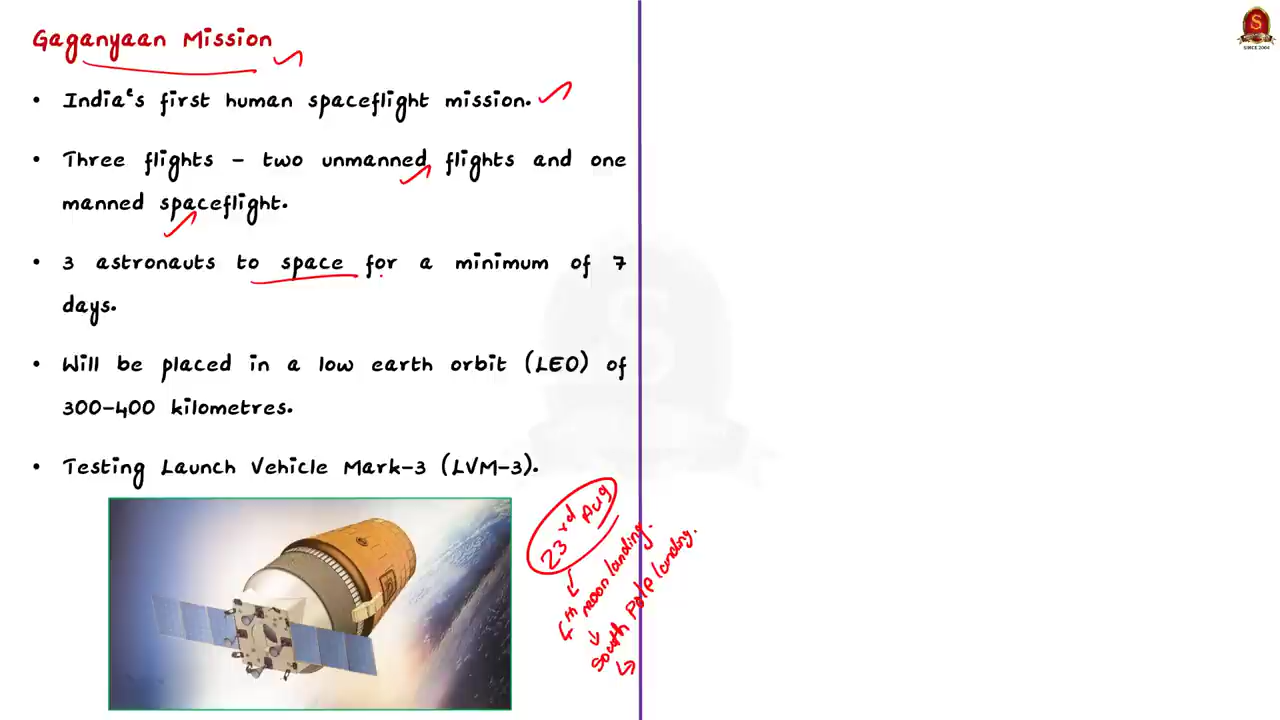 Gaganyaan Mission
• India's first human spaceflight mission.
• Three flights – two unmanned flights and one
manned spaceflight.
• 3 astronauts to space for a minimum of 7
days.
• Will be placed in a low earth orbit (LEO) of
300-400 kilometres.
• Testing Launch Vehicle Mark-3 (LVM-3).
23rd Aug
moon landing.
South Pole landing.
S
SINCE 2004